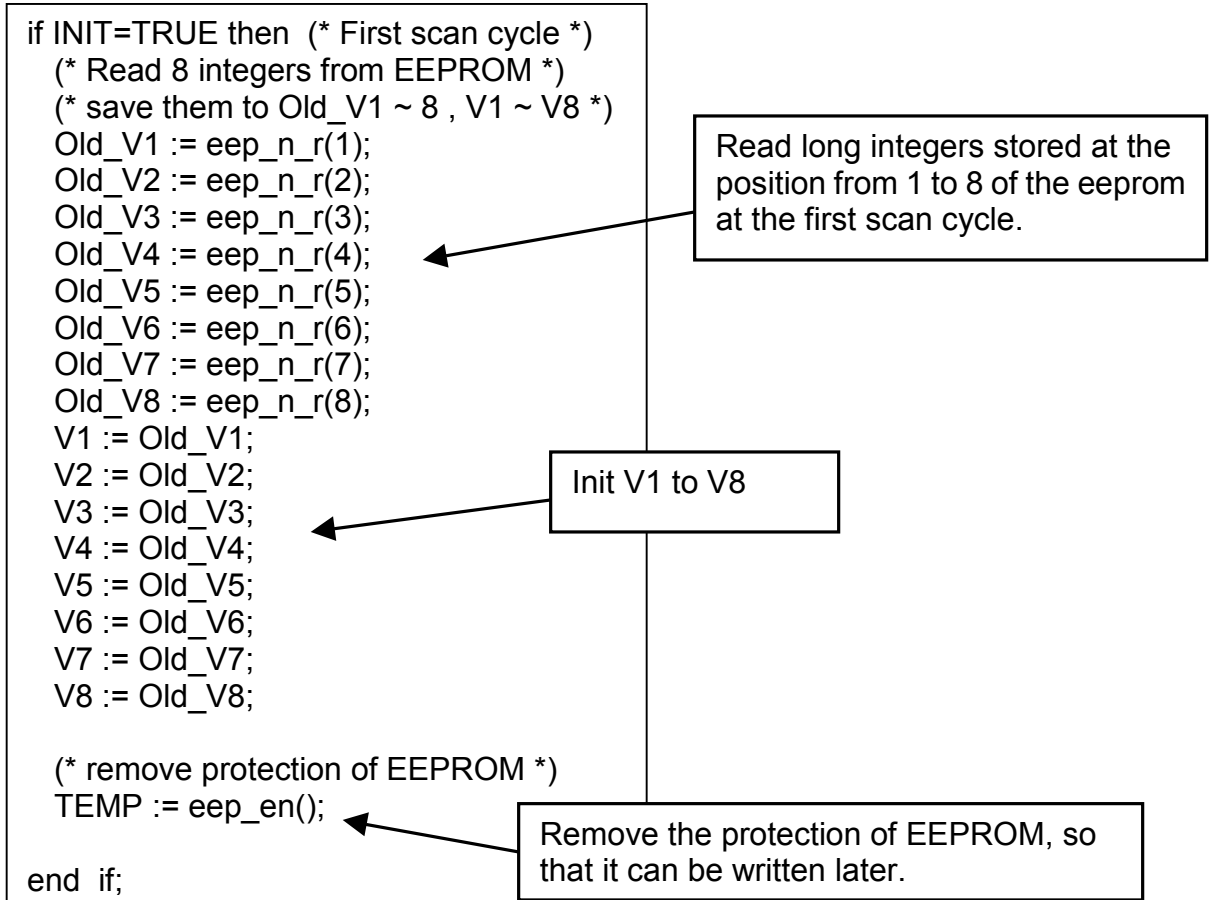 if INIT=TRUE then (* First scan cycle *)
(* Read 8 integers from EEPROM *)
(* save them to Old_V1 ~ 8 , V1 ~ V8 *)
Old_V1 := eep_n_r(1);
Old_V2 := eep_n_r(2);
Old_V3 := eep_n_r(3);
Old_V4 := eep_n_r(4);
Old_V5 := eep_n_r(5);
Old_V6 := eep_n_r(6);
Old_V7 := eep_n_r(7);
Old_V8 := eep_n_r(8);
V1 := Old_V1;
V2 := Old_V2;
V3 := Old_V3;
V4 := Old_V4;
V5 := Old_V5;
V6 := Old_V6;
V7 := Old_V7;
V8 := Old_V8;
(* remove protection of EEPROM *)
TEMP := eep_en();
end if;
Read long integers stored at the
position from 1 to 8 of the eeprom
at the first scan cycle.
Init V1 to V8
Remove the protection of EEPROM, so
that it can be written later.